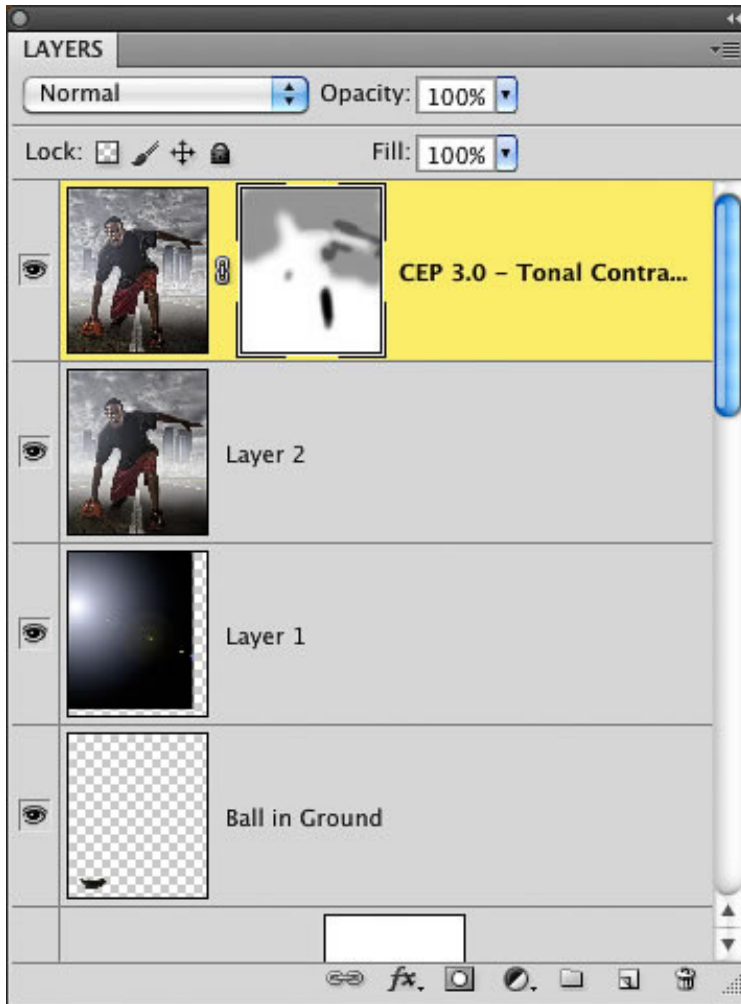 LAYERS
Normal Opacity: 100%
Lock: Fill: 100%
CEP 3.0 – Tonal Contra...
Layer 2
Layer 1
Ball in Ground
fx.